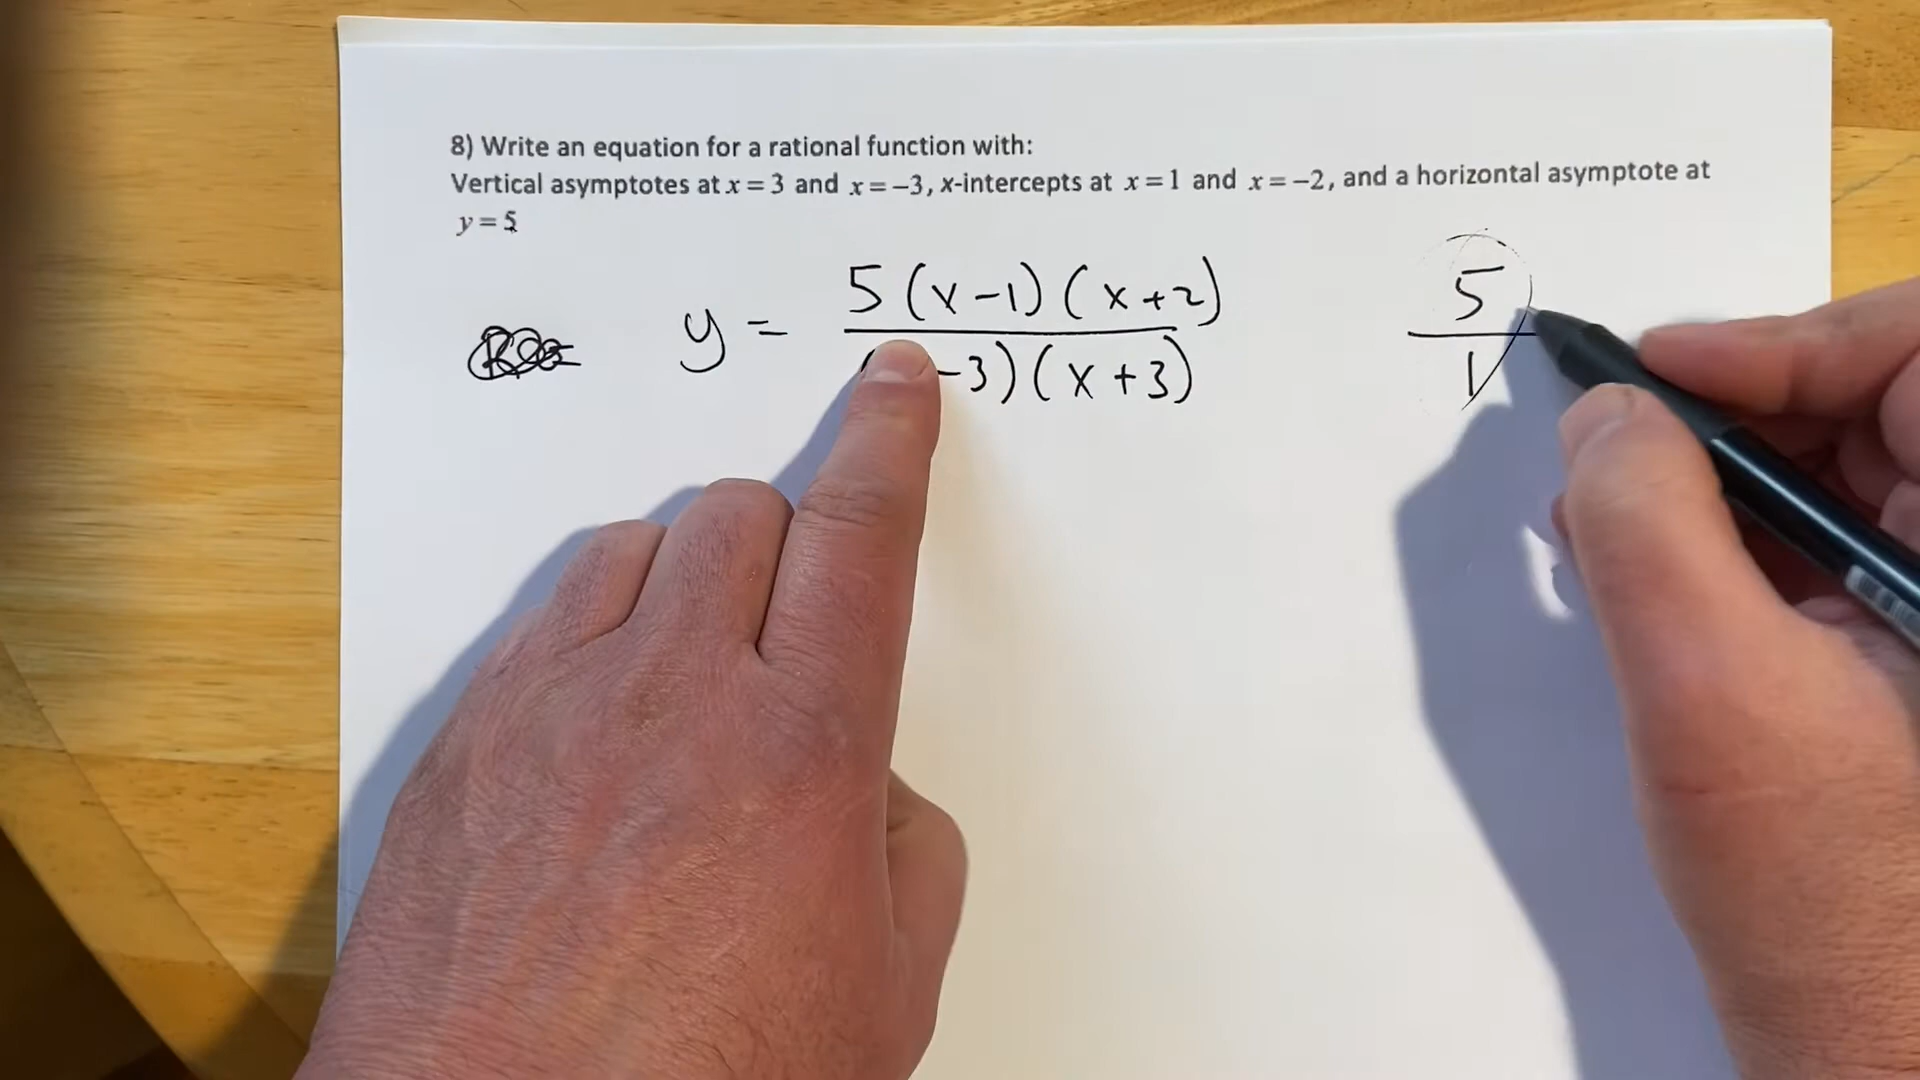 8) Write an equation for a rational function with:
Vertical asymptotes at x = 3 and x = −3, x-intercepts at x = 1 and x = −2, and a horizontal asymptote at
y = 5
y = 5(x-1)(x+2)
-3)(x+3)
5
1